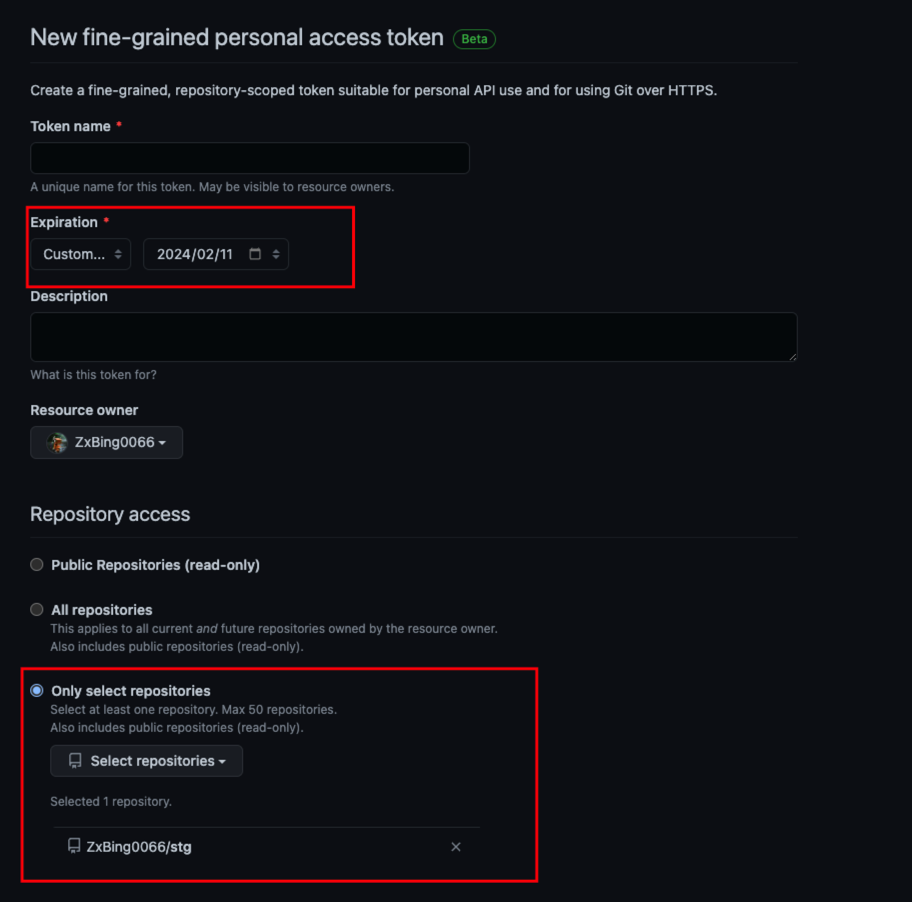 New fine-grained personal access token Beta
Create a fine-grained, repository-scoped token suitable for personal API use and for using Git over HTTPS.
Token name *
A unique name for this token. May be visible to resource owners.
Expiration *
Custom... 2024/02/11
Description
What is this token for?
Resource owner
ZxBing0066
Repository access
Public Repositories (read-only)
All repositories
This applies to all current and future repositories owned by the resource owner.
Also includes public repositories (read-only).
Only select repositories
Select at least one repository. Max 50 repositories.
Also includes public repositories (read-only).
Select repositories
Selected 1 repository.
ZxBing0066/stg